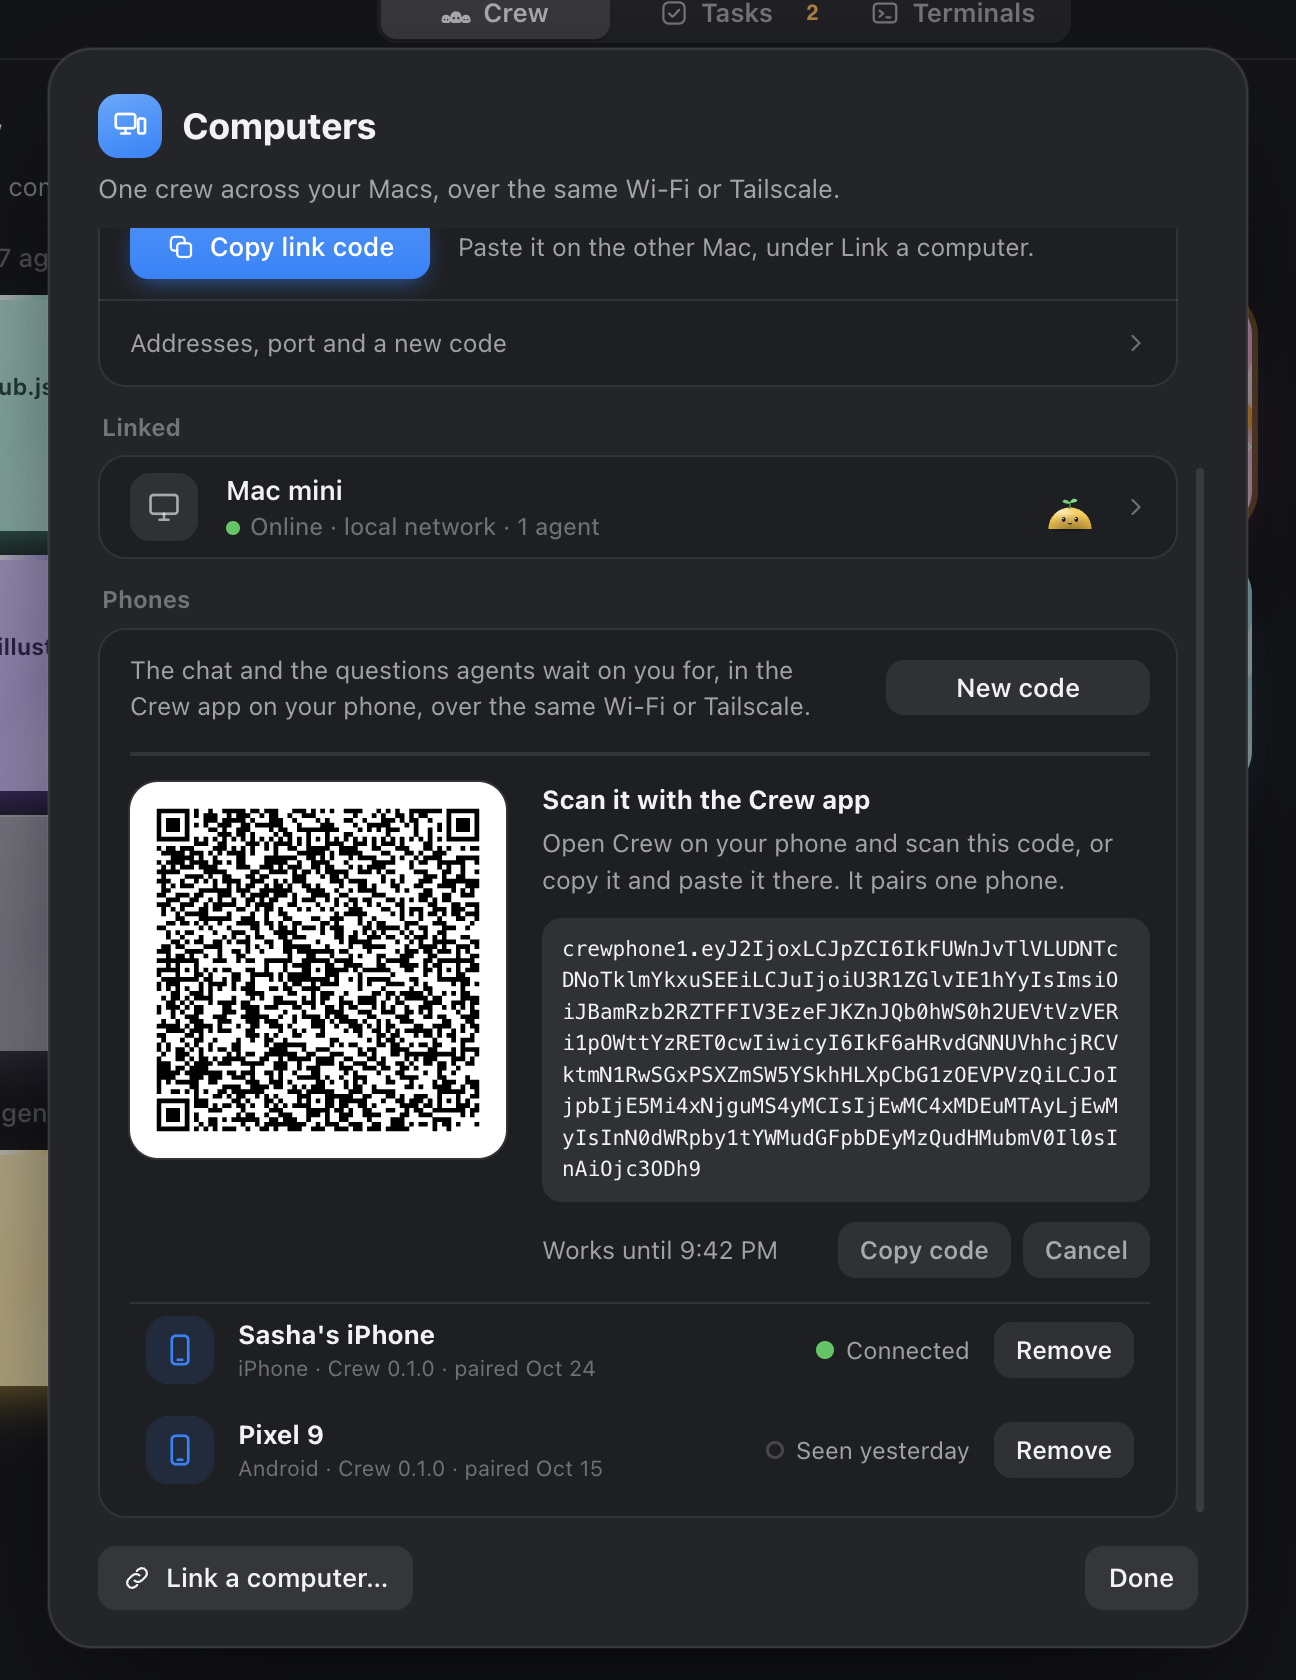 Crew
Tasks 2
Terminals
Computers
One crew across your Macs, over the same Wi-Fi or Tailscale.
Copy link code
Paste it on the other Mac, under Link a computer.
Addresses, port and a new code
Linked
Mac mini
Online · local network · 1 agent
Phones
The chat and the questions agents wait on you for, in the
Crew app on your phone, over the same Wi-Fi or Tailscale.
New code
Scan it with the Crew app
Open Crew on your phone and scan this code, or
copy it and paste it there. It pairs one phone.
crewphone1.eyJ2IjoxLCJpZCI6IkFUWnJvTlVLUDNTc
DNoTklmYkxuSEEiLCJuIjoiU3R1ZGlvIE1hYyIsImsiO
iJBamRzb2RZTFFIV3EzeFJKZnJQb0hWS0h2UEVtVzVER
i1pOWttYzRET0cwIiwicyI6IkF6aHRvdGNNUVhhcjRCV
ktmN1RwSGxPSXZmSW5YSkhHLXpCbG1zOEVPVzQiLCJoI
jpbIjE5Mi4xNjguMS4yMCIsIjEwMC4xMDEuMTAyLjEwM
yIsInN0dWRpby1tYWMudGFpbDEyMzQudHMubmV0Il0sI
nAiOjc3ODh9
Works until 9:42 PM
Copy code
Cancel
Sasha's iPhone
iPhone · Crew 0.1.0 · paired Oct 24
Connected
Remove
Pixel 9
Android · Crew 0.1.0 · paired Oct 15
Seen yesterday
Remove
Link a computer...
Done